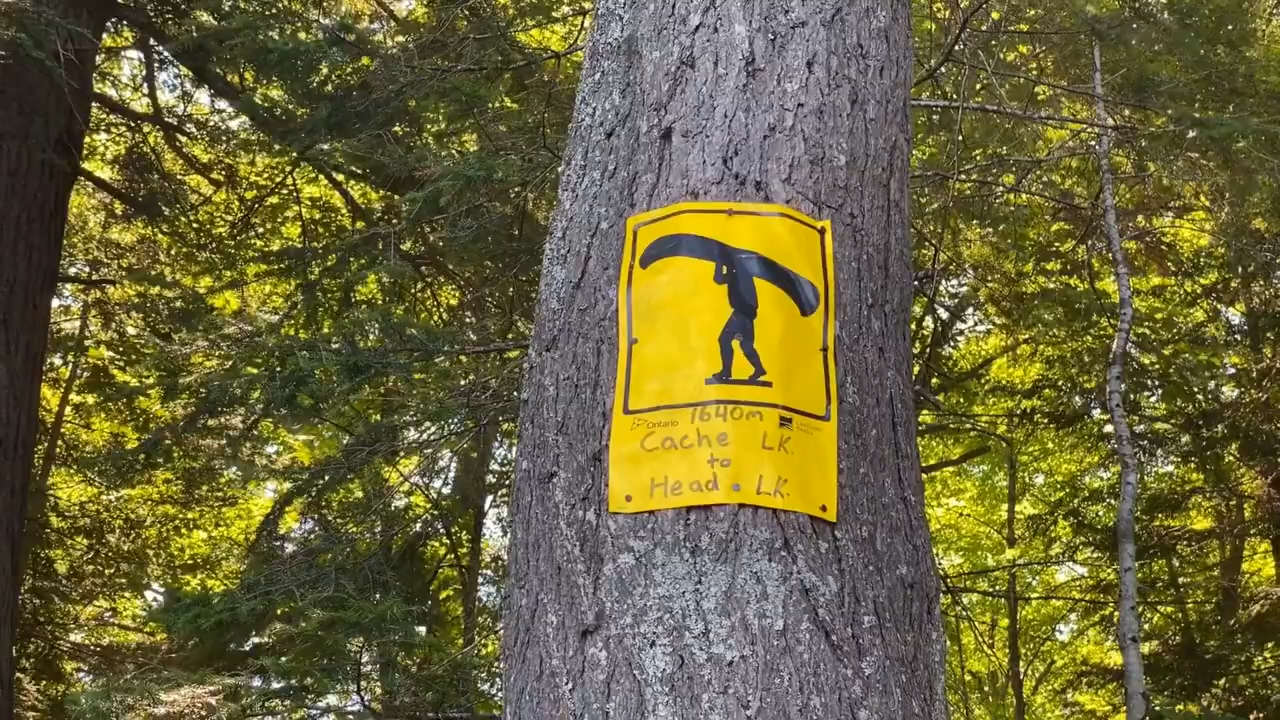 1640m
Ontario
Cache LK.
to
Head LK.